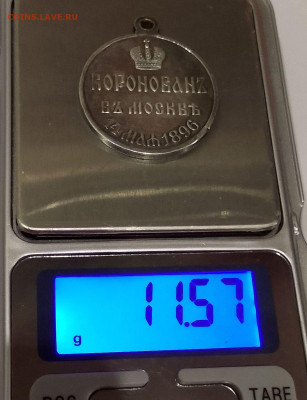 КОРОНОВАНЪ
ВЪ МОСКВѢ
14 МАЯ 1896
11.57
g
TARE